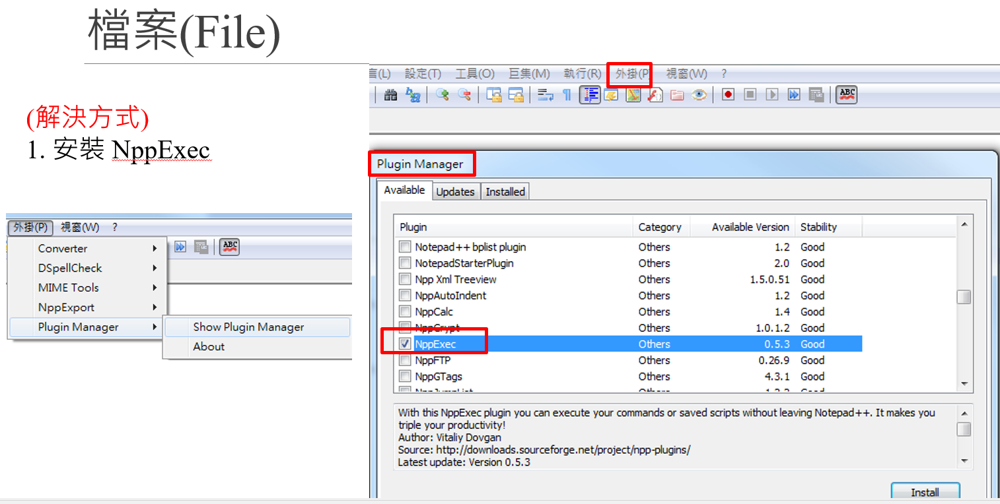 檔案(File)
(解決方式)
1. 安裝 NppExec
外掛(P) 視窗(W) ?
ABC
Converter
DSpellCheck
MIME Tools
NppExport
Plugin Manager
Show Plugin Manager
About
言(L) 設定(T) 工具(O) 巨集(M) 執行(R) 外掛(P 視窗(W) ?
ABC
Plugin Manager
Available Updates Installed
Plugin Category Available Version Stability
Notepad++ bplist plugin Others 1.2 Good
NotepadStarterPlugin Others 2.0 Good
Npp Xml Treeview Others 1.5.0.51 Good
NppAutoIndent Others 1.2 Good
NppCalc Others 1.4 Good
NppCrypt Others 1.0.1.2 Good
NppExec Others 0.5.3 Good
NppFTP Others 0.26.9 Good
NppGTags Others 4.3.1 Good
With this NppExec plugin you can execute your commands or saved scripts without leaving Notepad++. It makes you
triple your productivity!
Author: Vitaliy Dovgan
Source: http://downloads.sourceforge.net/project/npp-plugins/
Latest update: Version 0.5.3
Install